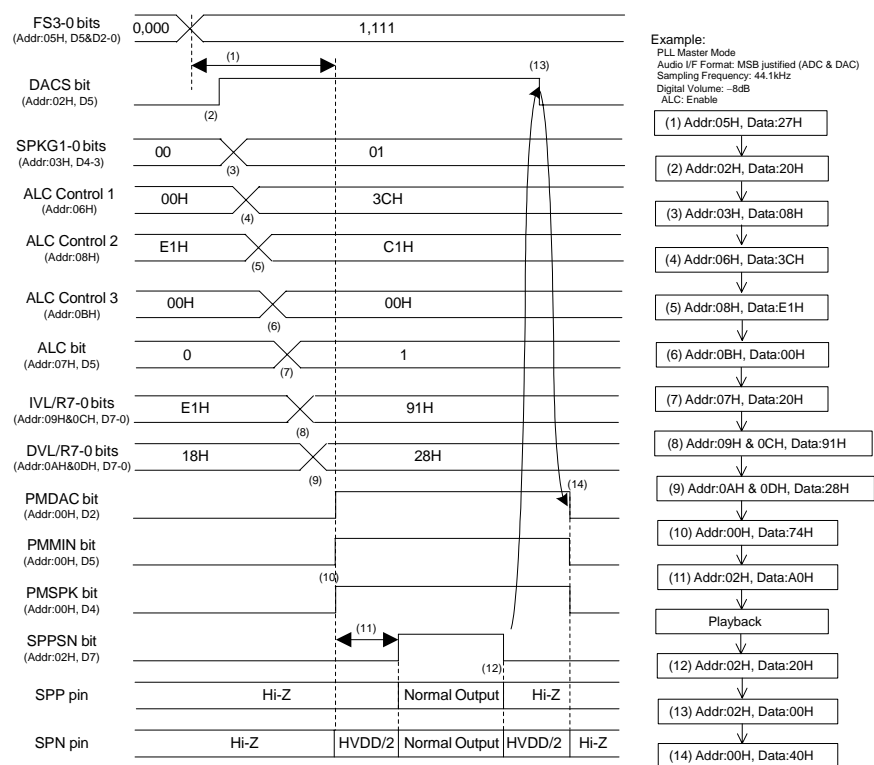 FS3-0 bits
(Addr:05H, D5&D2-0)
0,000
1,111
(1)
(13)
DACS bit
(Addr:02H, D5)
(2)
SPKG1-0 bits
(Addr:03H, D4-3)
00
01
(3)
ALC Control 1
(Addr:06H)
00H
3CH
(4)
ALC Control 2
(Addr:08H)
E1H
C1H
(5)
ALC Control 3
(Addr:0BH)
00H
00H
(6)
ALC bit
(Addr:07H, D5)
0
1
(7)
IVL/R7-0 bits
(Addr:09H&0CH, D7-0)
E1H
91H
(8)
DVL/R7-0 bits
(Addr:0AH&0DH, D7-0)
18H
28H
(9)
PMDAC bit
(Addr:00H, D2)
(14)
PMMIN bit
(Addr:00H, D5)
(10)
PMSPK bit
(Addr:00H, D4)
(11)
SPPSN bit
(Addr:02H, D7)
(12)
SPP pin
Hi-Z
Normal Output
Hi-Z
SPN pin
Hi-Z
HVDD/2
Normal Output
HVDD/2
Hi-Z
Example:
PLL Master Mode
Audio I/F Format: MSB justified (ADC & DAC)
Sampling Frequency: 44.1kHz
Digital Volume: −8dB
ALC: Enable
(1) Addr:05H, Data:27H
(2) Addr:02H, Data:20H
(3) Addr:03H, Data:08H
(4) Addr:06H, Data:3CH
(5) Addr:08H, Data:E1H
(6) Addr:0BH, Data:00H
(7) Addr:07H, Data:20H
(8) Addr:09H & 0CH, Data:91H
(9) Addr:0AH & 0DH, Data:28H
(10) Addr:00H, Data:74H
(11) Addr:02H, Data:A0H
Playback
(12) Addr:02H, Data:20H
(13) Addr:02H, Data:00H
(14) Addr:00H, Data:40H